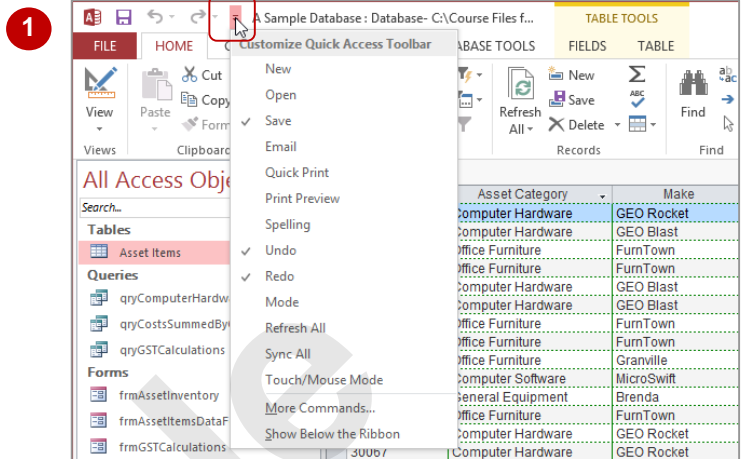 1
A Sample Database : Database- C:\Course Files f...
TABLE TOOLS
FILE HOME ABASE TOOLS FIELDS TABLE
View
Views
Paste
Cut
Copy
Form
Clipboard
Customize Quick Access Toolbar
New
Open
Save
Email
Quick Print
Print Preview
Spelling
Undo
Redo
Mode
Refresh All
Sync All
Touch/Mouse Mode
More Commands...
Show Below the Ribbon
Refresh
All
New
Save
Delete
ABC
Records
Find
ab
ac
Find
All Access Obje
Search...
Tables
Asset Items
Queries
qryComputerHardw
qryCostsSummedBy
qryGSTCalculations
Forms
frmAssetInventory
frmAssetItemsDataF
frmGSTCalculations
Asset Category Make
Computer Hardware GEO Rocket
Computer Hardware GEO Blast
Office Furniture FurnTown
Office Furniture FurnTown
Computer Hardware GEO Blast
Computer Hardware GEO Blast
Office Furniture FurnTown
Office Furniture FurnTown
Office Furniture Granville
Computer Software MicroSwift
General Equipment Brenda
Office Furniture FurnTown
Computer Hardware GEO Rocket
30067 Computer Hardware GEO Rocket